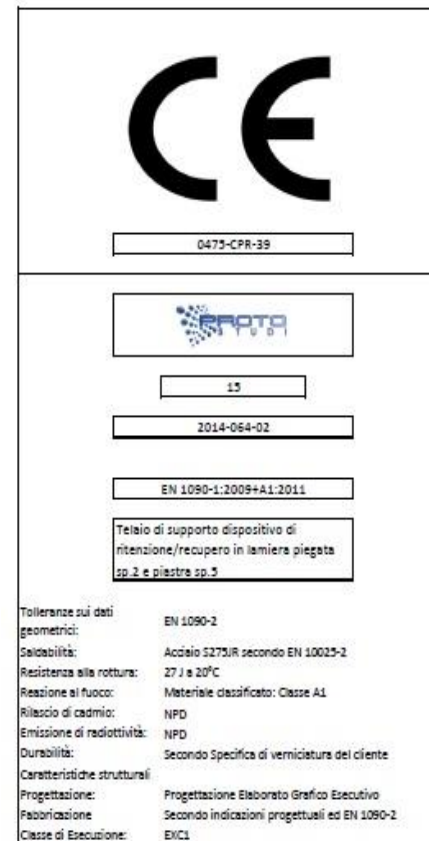 CE
0475-CPR-39
PROTO
STUDI
15
2014-064-02
EN 1090-1:2009+A1:2011
Telaio di supporto dispositivo di
ritenzione/recupero in lamiera piegata
sp.2 e piastra sp.5
Tolleranze sui dati
geometrici: EN 1090-2
Saldabilità: Acciaio S275JR secondo EN 10025-2
Resistenza alla rottura: 27 J a 20°C
Reazione al fuoco: Materiale classificato: Classe A1
Rilascio di cadmio: NPD
Emissione di radiottività: NPD
Durabilità: Secondo Specifica di verniciatura del cliente
Caratteristiche strutturali
Progettazione: Progettazione Elaborato Grafico Esecutivo
Fabbricazione Secondo indicazioni progettuali ed EN 1090-2
Classe di Esecuzione: EXC1